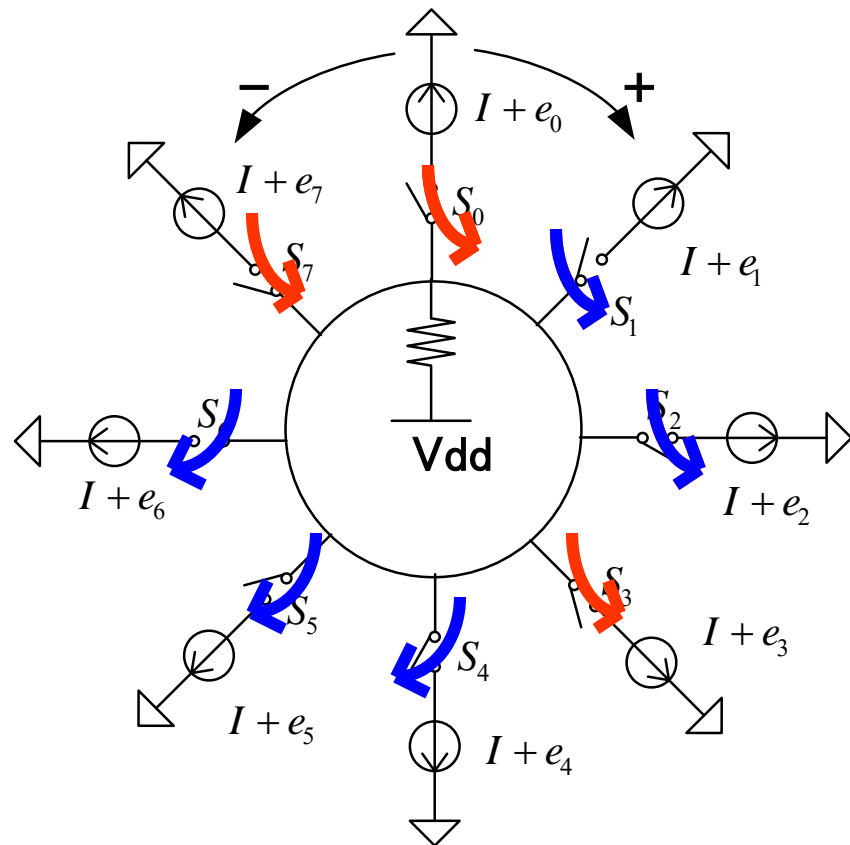 − +
I + e₀
I + e₇
S₀
S₇
I + e₁
S₁
S
S₂
Vdd
I + e₆
I + e₂
S₃
S₅
I + e₃
S₄
I + e₅
I + e₄